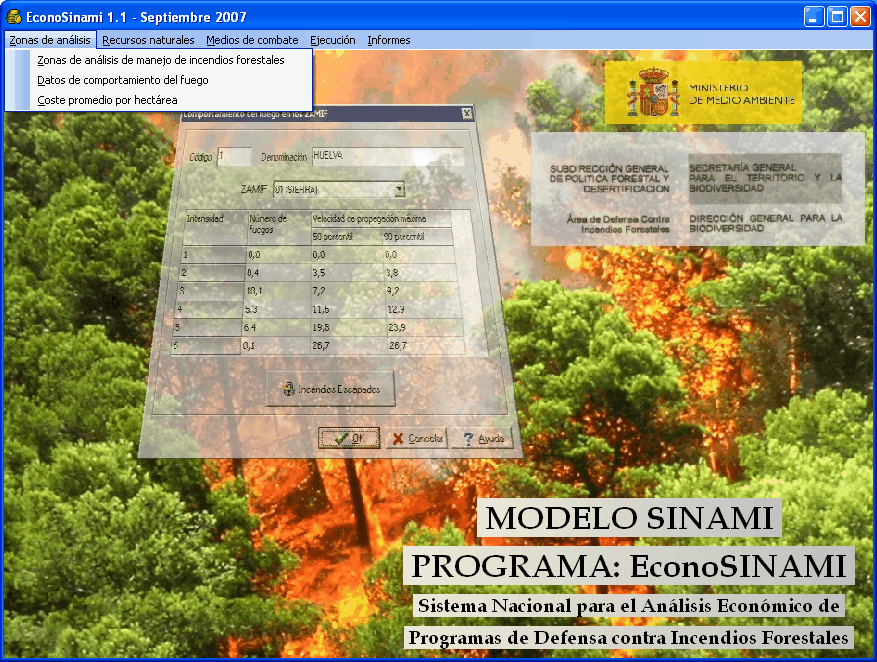 EconoSinami 1.1 - Septiembre 2007
Zonas de análisis Recursos naturales Medios de combate Ejecución Informes
Zonas de análisis de manejo de incendios forestales
Datos de comportamiento del fuego
Coste promedio por hectárea
MINISTERIO
DE MEDIO AMBIENTE
SUBDIRECCIÓN GENERAL
DE POLITICA FORESTAL Y
DESERTIFICACION
SECRETARÍA GENERAL
PARA EL TERRITORIO Y LA
BIODIVERSIDAD
Área de Defensa Contra
Incendios Forestales
DIRECCIÓN GENERAL PARA LA
BIODIVERSIDAD
Comportamiento del fuego en los ZAMIF
Código 1 Denominación HUELVA
ZAMIF 01 (SIERRA)
Intensidad Número de fuegos Velocidad de propagación máxima
50 percentil 90 percentil
1 0,0 0,0 0,0
2 0,4 3,5 3,8
3 10,1 7,2 9,2
4 5,3 11,5 12,9
5 6,4 19,8 23,9
6 0,1 26,7 26,7
Incendios Escapados
OK Cancelar ? Ayuda
MODELO SINAMI
PROGRAMA: EconoSINAMI
Sistema Nacional para el Análisis Económico de
Programas de Defensa contra Incendios Forestales